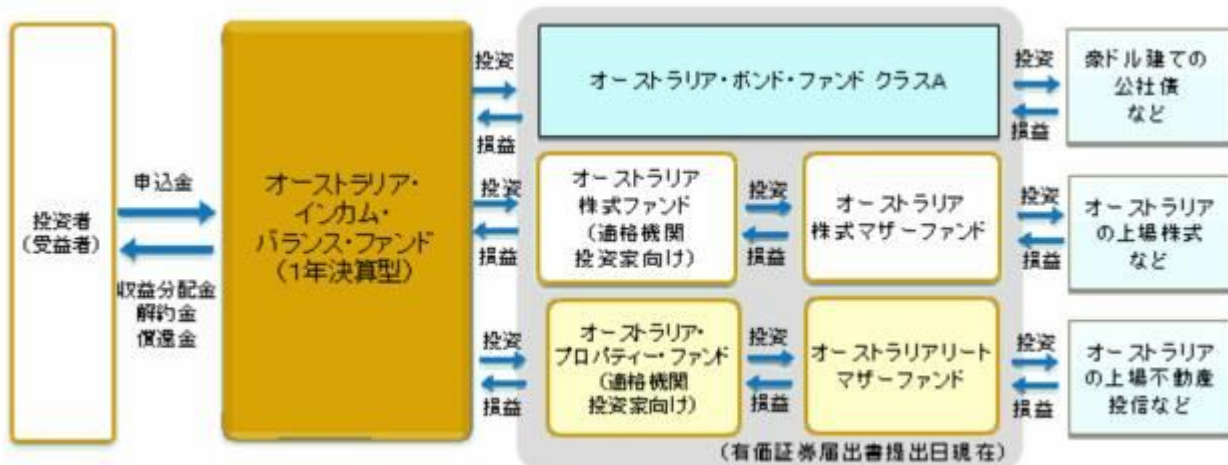 投資者
(受益者)
申込金
収益分配金
解約金
償還金
オーストラリア・
インカム・
バランス・ファンド
(1年決算型)
投資
損益
オーストラリア・ボンド・ファンド クラスA
投資
損益
豪ドル建ての
公社債
など
投資
損益
オーストラリア
株式ファンド
(適格機関
投資家向け)
投資
損益
オーストラリア
株式マザーファンド
投資
損益
オーストラリア
の上場株式
など
投資
損益
オーストラリア・
プロパティー・ファンド
(適格機関
投資家向け)
投資
損益
オーストラリアリート
マザーファンド
投資
損益
オーストラリア
の上場不動産
投信など
(有価証券届出書提出日現在)